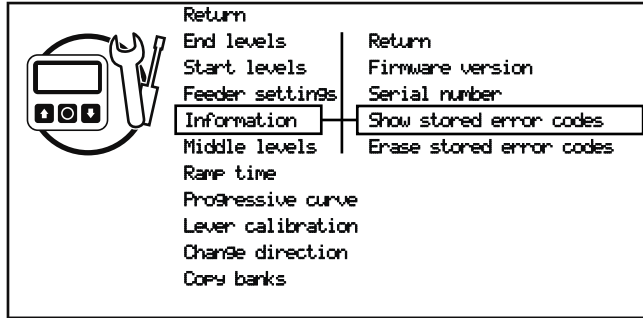 Return
End levels
Start levels
Feeder settings
Information
Middle levels
Ramp time
Progressive curve
Lever calibration
Change direction
Copy banks
Return
Firmware version
Serial number
Show stored error codes
Erase stored error codes